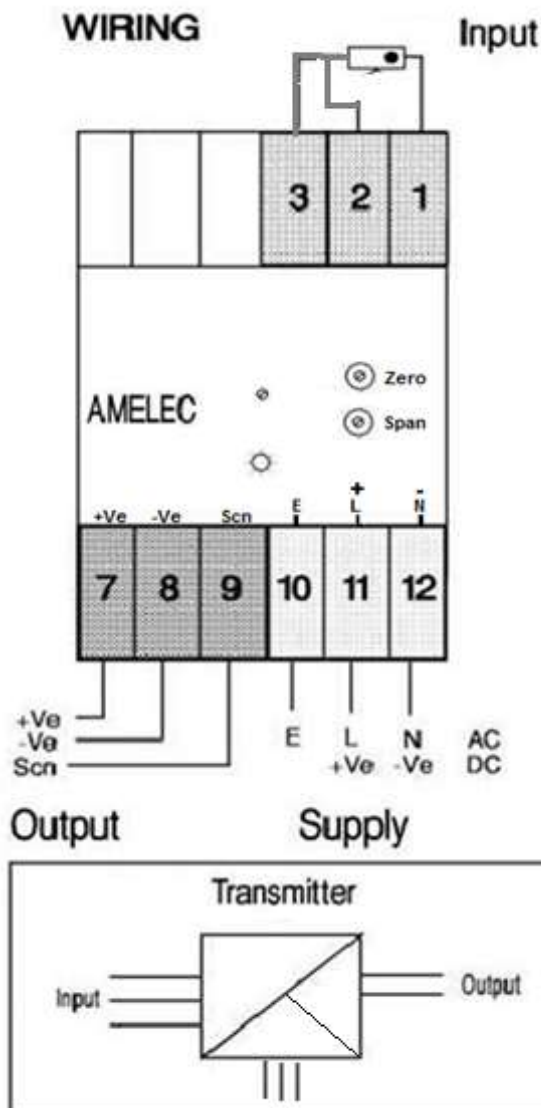 WIRING Input
3 2 1
Zero
AMELEC
Span
+ -
+Ve -Ve Scn E L N
7 8 9 10 11 12
+Ve
-Ve E L N AC
Scn +Ve -Ve DC
Output Supply
Transmitter
Input Output